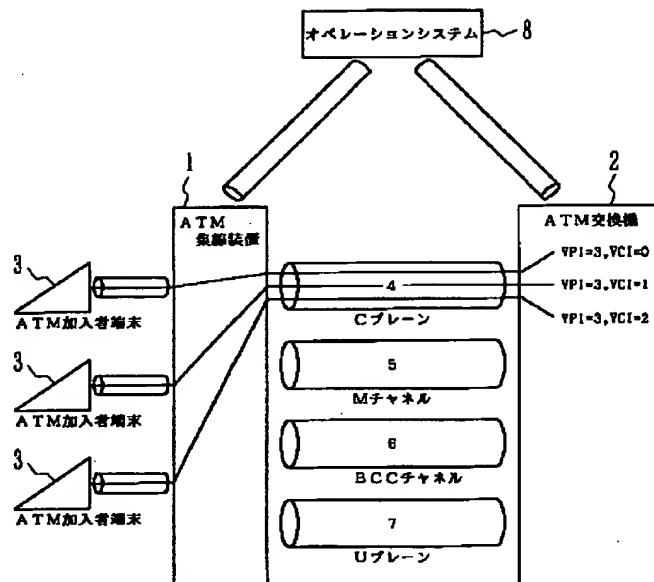 オペレーションシステム
8
1
2
ATM
集線装置
ATM交換機
3
ATM加入者端末
4
Cプレーン
VPI=3,VCI=0
VPI=3,VCI=1
VPI=3,VCI=2
3
ATM加入者端末
5
Mチャネル
3
ATM加入者端末
6
BCCチャネル
7
Uプレーン